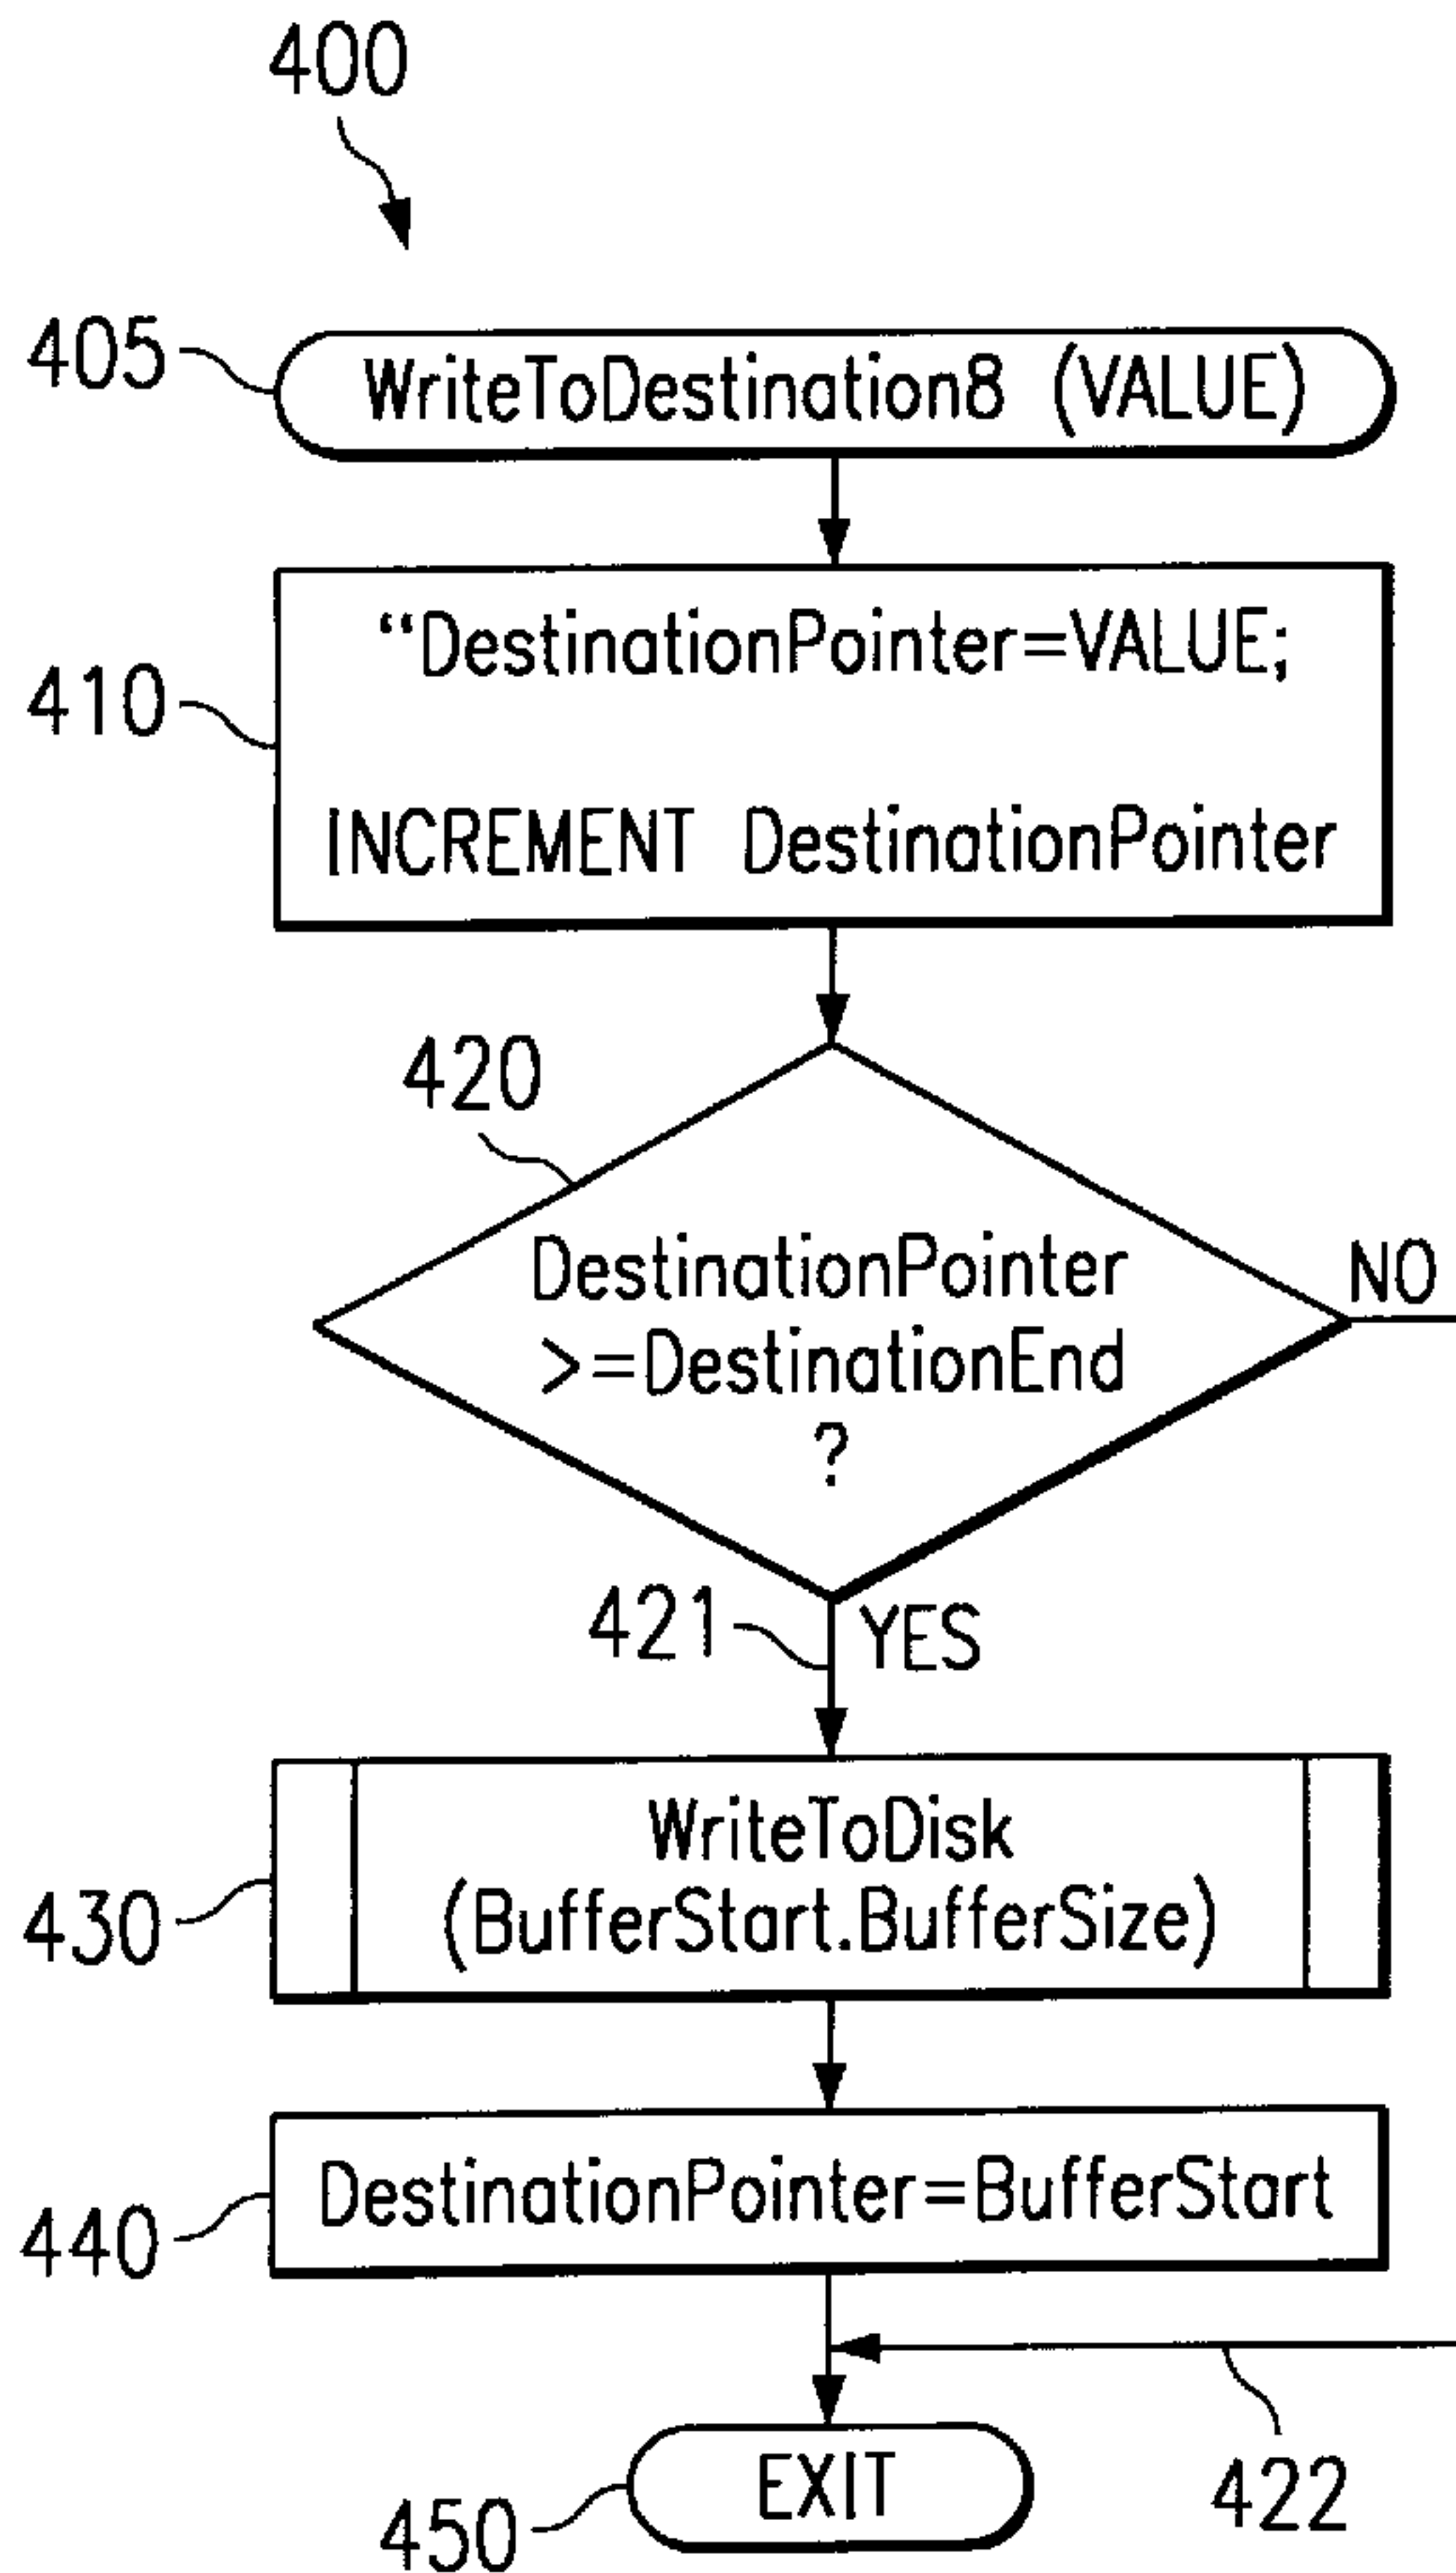 400
405
WriteToDestination8 (VALUE)
“DestinationPointer=VALUE;
410
INCREMENT DestinationPointer
420
DestinationPointer
>=DestinationEnd
?
NO
421
YES
WriteToDisk
(BufferStart.BufferSize)
430
DestinationPointer=BufferStart
440
EXIT
450
422